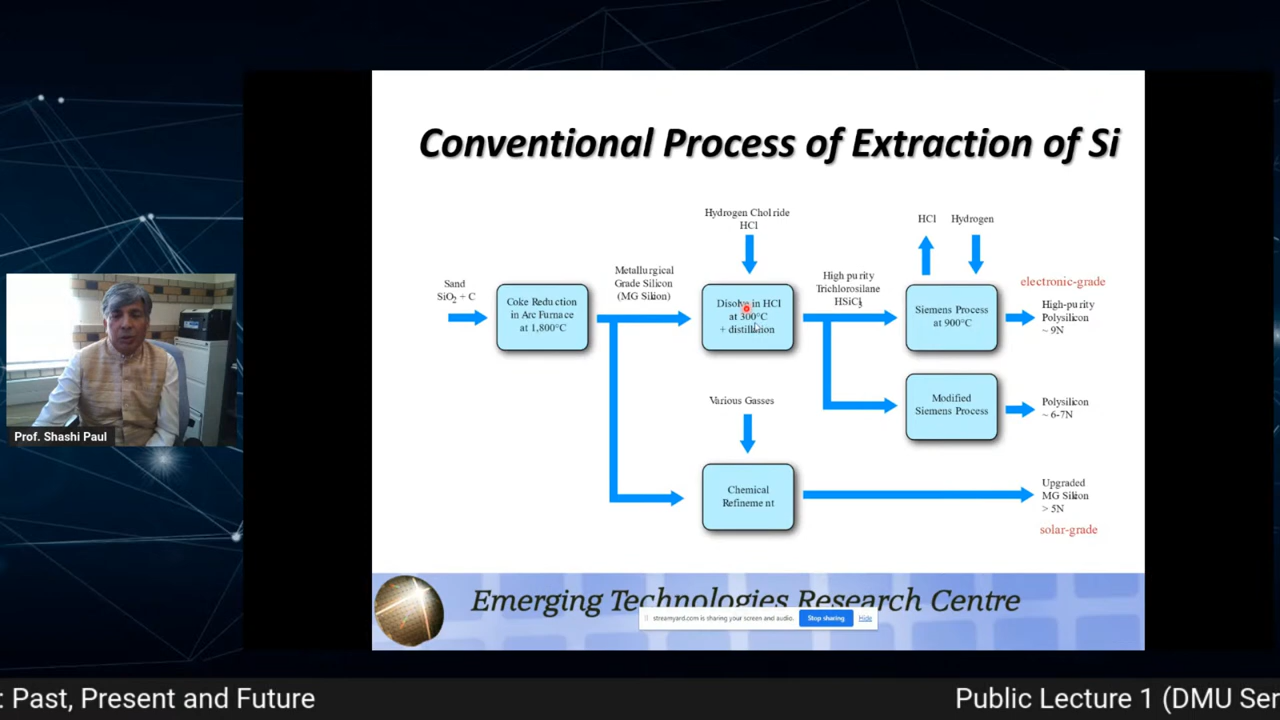 Conventional Process of Extraction of Si
Hydrogen Cholride
HCl
HCl
Hydrogen
Sand
SiO2 + C
Metallurgical
Grade Silicon
(MG Silion)
High purity
Trichlorosilane
HSiCl3
electronic-grade
Coke Reduction
in Arc Furnace
at 1,800°C
Disolve in HCl
at 300°C
+ distillation
Siemens Process
at 900°C
High-purity
Polysilicon
~ 9N
Various Gasses
Modified
Siemens Process
Polysilicon
~ 6-7N
Chemical
Refinement
Upgraded
MG Silion
> 5N
solar-grade
Prof. Shashi Paul
Emerging Technologies Research Centre
streamyard.com is sharing your screen and audio.
Stop sharing
Hide
: Past, Present and Future
Public Lecture 1 (DMU Ser